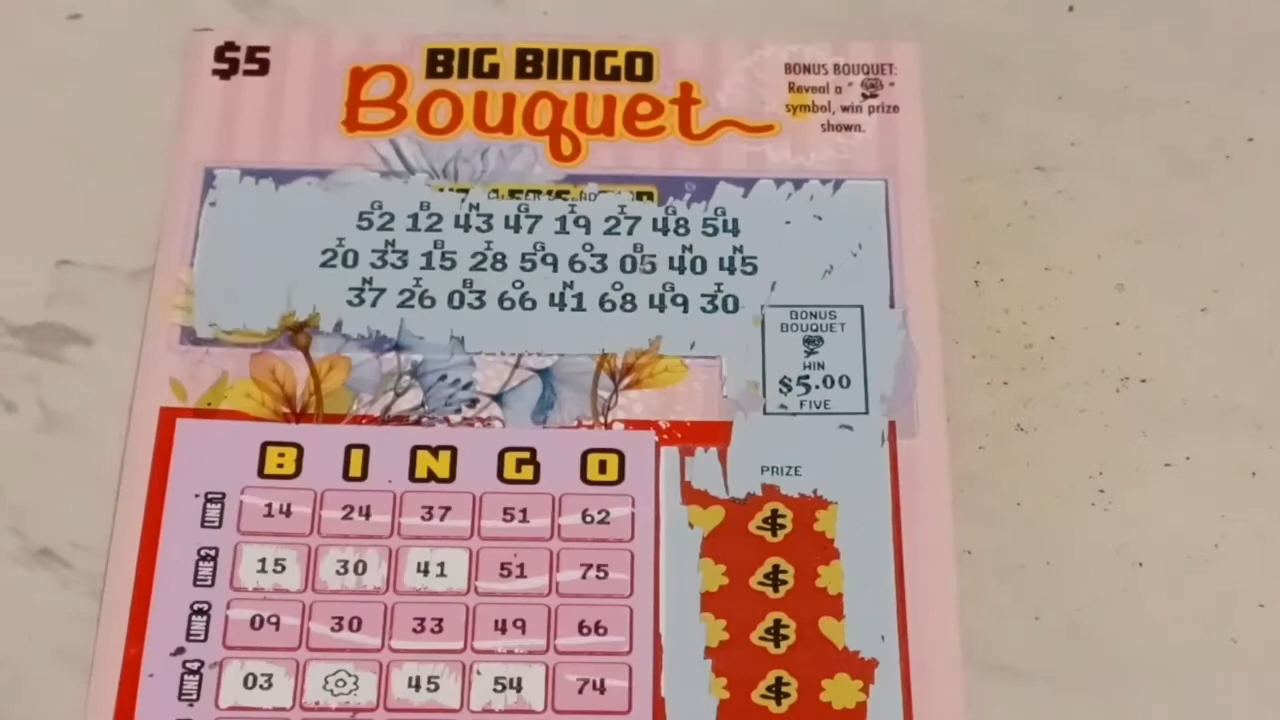 $5
BIG BINGO
Bouquet
BONUS BOUQUET:
Reveal a " "
symbol, win prize
shown.
G B N G I I G G
52 12 43 47 19 27 48 54
I N B I G O B N N
20 33 15 28 59 63 05 40 45
N I B O N O G I
37 26 03 66 41 68 49 30
BONUS
BOUQUET
WIN
$5.00
FIVE
B I N G O
PRIZE
LINE 1 14 24 37 51 62 $
LINE 2 15 30 41 51 75 $
LINE 3 09 30 33 49 66 $
LINE 4 03 45 54 74 $